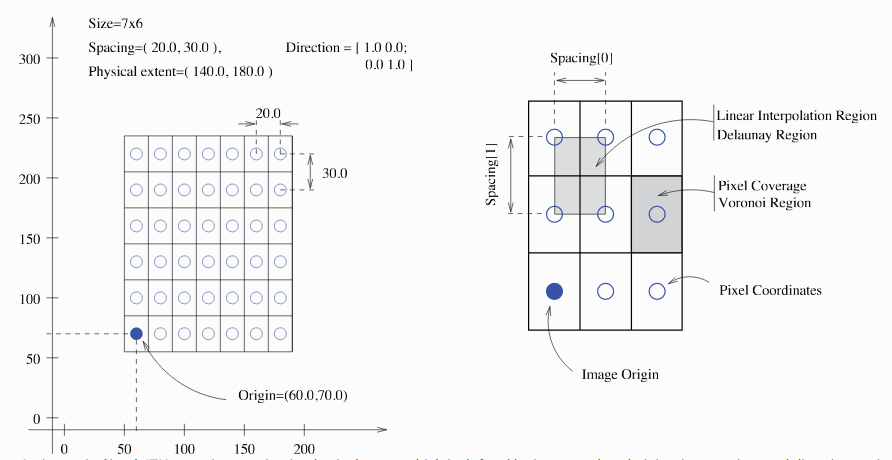 Size=7x6
Spacing=( 20.0, 30.0 ),
Physical extent=( 140.0, 180.0 )
Direction = [ 1.0 0.0;
0.0 1.0 ]
300
250
200
150
100
50
0
20.0
30.0
Origin=(60.0,70.0)
0
50
100
150
200
Spacing[0]
Spacing[1]
Linear Interpolation Region
Delaunay Region
Pixel Coverage
Voronoi Region
Pixel Coordinates
Image Origin